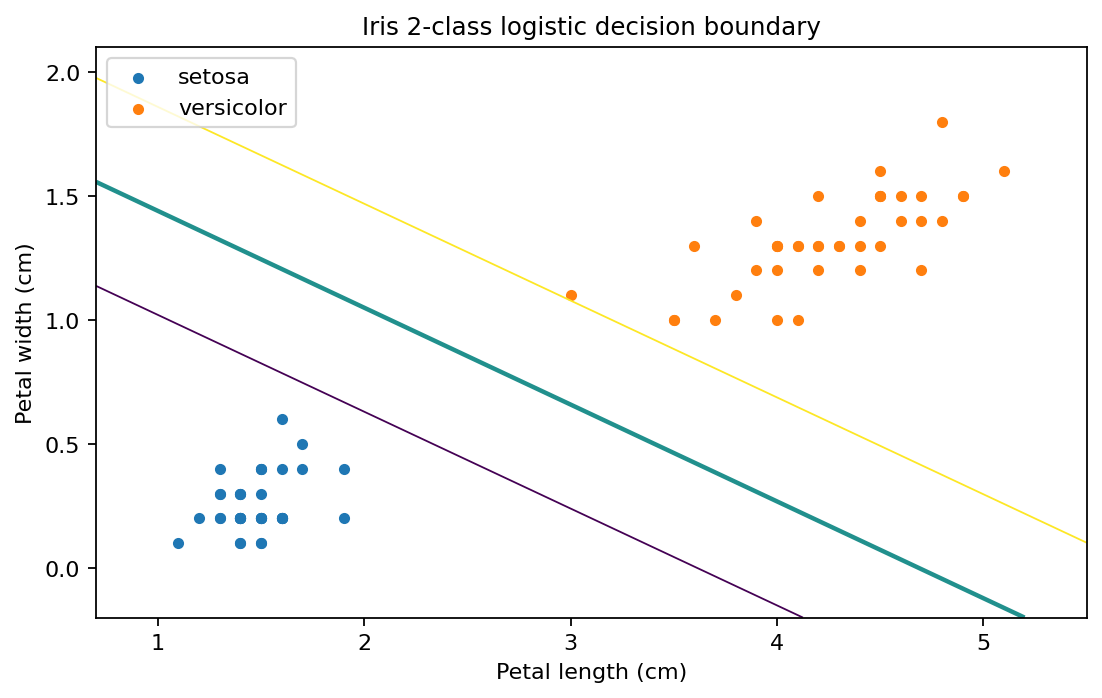 Iris 2-class logistic decision boundary
setosa
versicolor
2.0
1.5
1.0
0.5
0.0
Petal width (cm)
1 2 3 4 5
Petal length (cm)